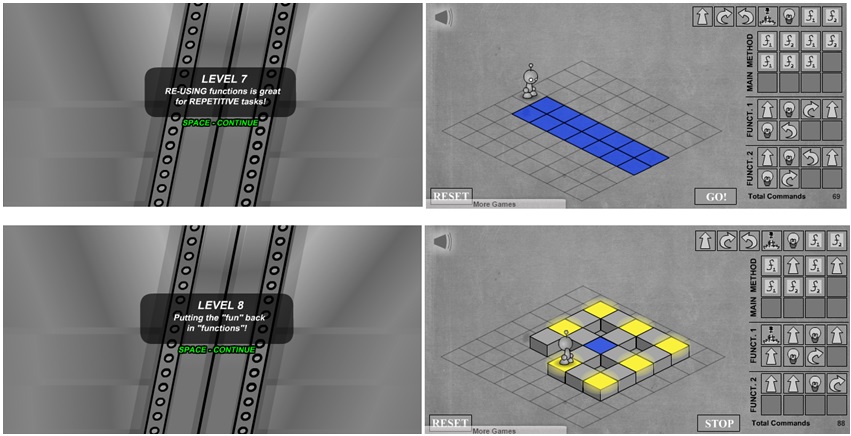 LEVEL 7
RE-USING functions is great
for REPETITIVE tasks!
SPACE - CONTINUE
MAIN METHOD
FUNCT. 1
FUNCT. 2
RESET
More Games
GO!
Total Commands 69
LEVEL 8
Putting the "fun" back
in "functions"!
SPACE - CONTINUE
MAIN METHOD
FUNCT. 1
FUNCT. 2
RESET
More Games
STOP
Total Commands 88